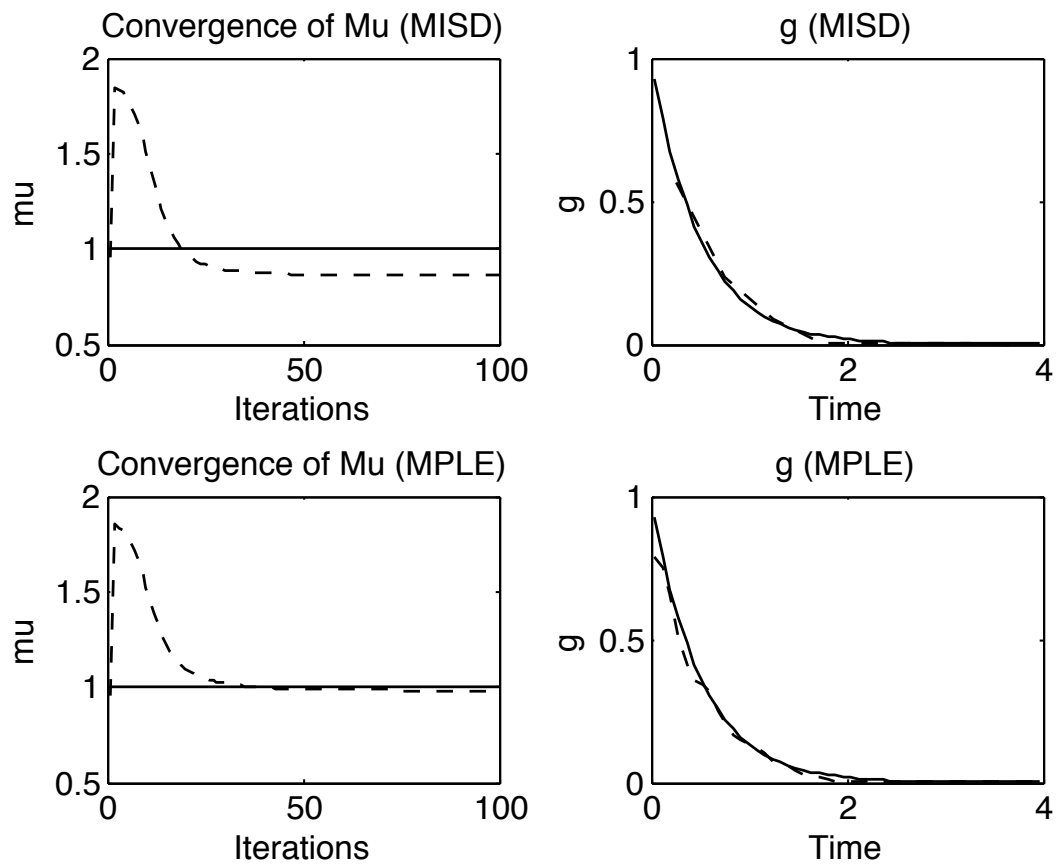 Convergence of Mu (MISD)
2
1.5
1
0.5
mu
0
50
100
Iterations
g (MISD)
1
0.5
0
g
0
2
4
Time
Convergence of Mu (MPLE)
2
1.5
1
0.5
mu
0
50
100
Iterations
g (MPLE)
1
0.5
0
g
0
2
4
Time